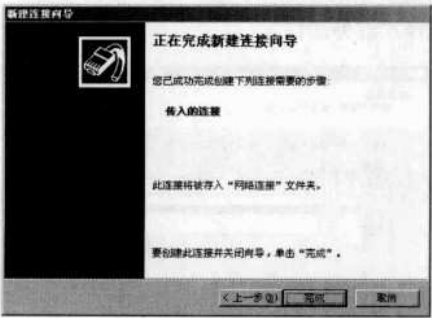 新建连接向导
正在完成新建连接向导
您已成功完成创建下列连接需要的步骤:
传入的连接
此连接将被存入“网络连接”文件夹。
要创建此连接并关闭向导，单击“完成”。
<上一步(B) 完成 取消